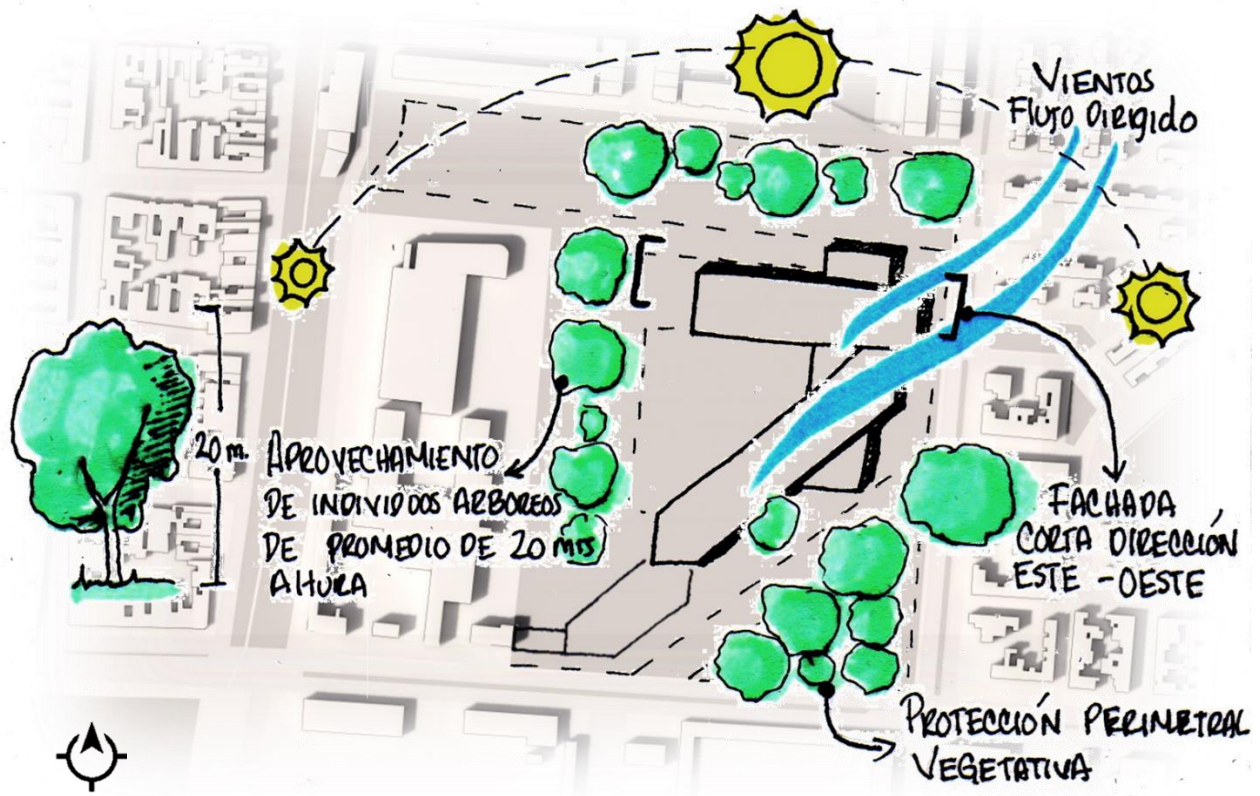 VIENTOS
FLUJO DIRIGIDO
20 m.
APROVECHAMIENTO
DE INDIVIDOS ARBOREOS
DE PROMEDIO DE 20 MTS
ALTURA
FACHADA
CORTA DIRECCIÓN
ESTE - OESTE
PROTECCIÓN PERIMETRAL
VEGETATIVA